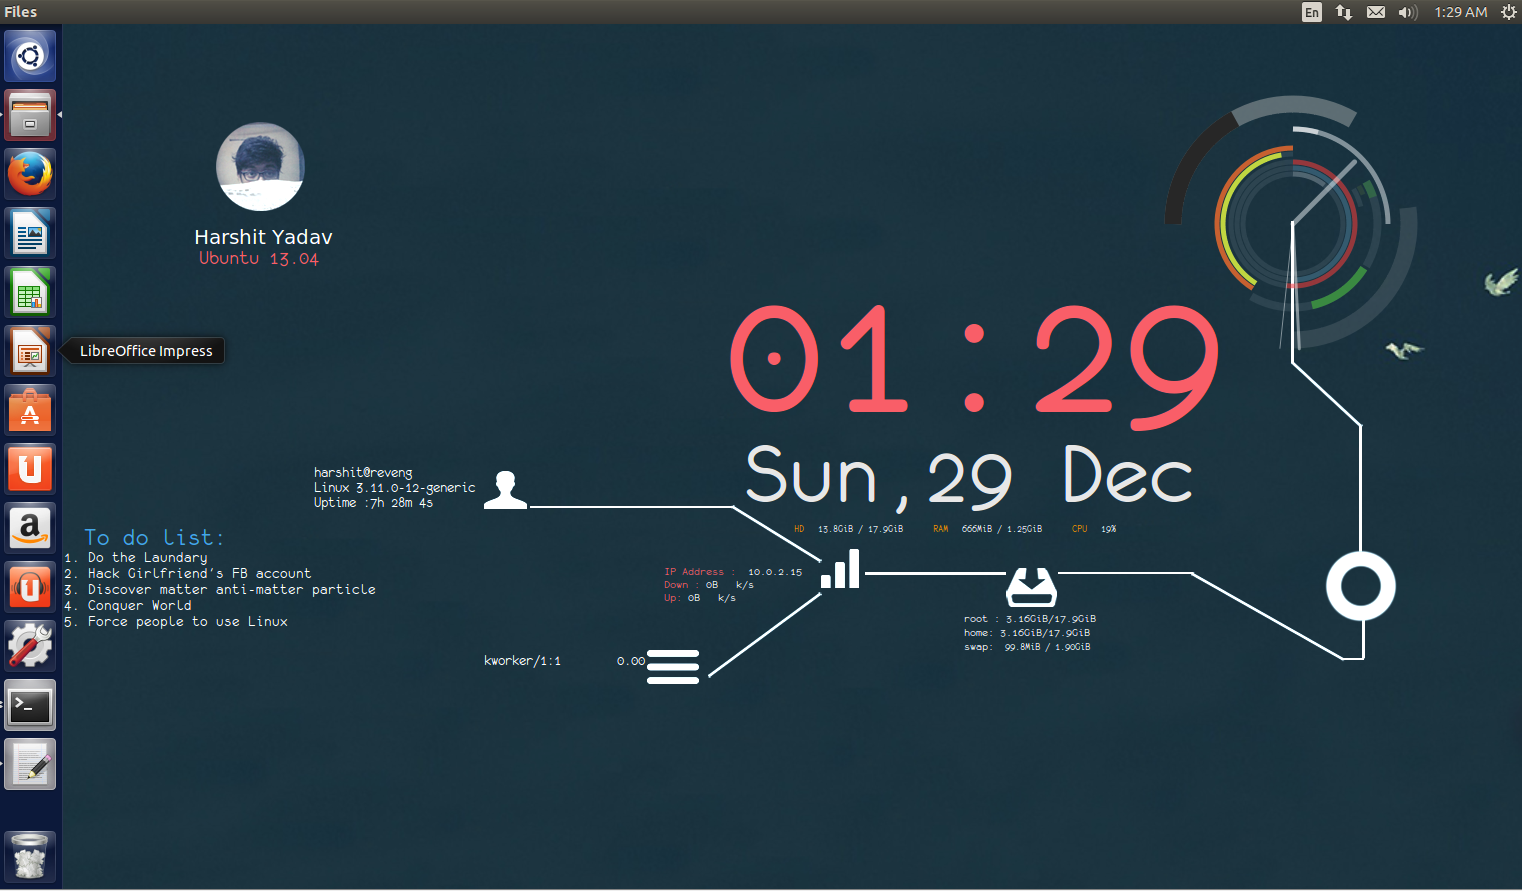 Files
En
1:29 AM
Harshit Yadav
Ubuntu 13.04
LibreOffice Impress
01:29
Sun,29 Dec
HD 13.8GiB / 17.9GiB RAM 666MiB / 1.25GiB CPU 19%
harshit@reveng
Linux 3.11.0-12-generic
Uptime :7h 28m 4s
To do list:
1. Do the Laundary
2. Hack Girlfriend's FB account
3. Discover matter anti-matter particle
4. Conquer World
5. Force people to use Linux
IP Address : 10.0.2.15
Down : 0B k/s
Up: 0B k/s
root : 3.16GiB/17.9GiB
home: 3.16GiB/17.9GiB
swap: 99.8MiB / 1.90GiB
kworker/1:1 0.00